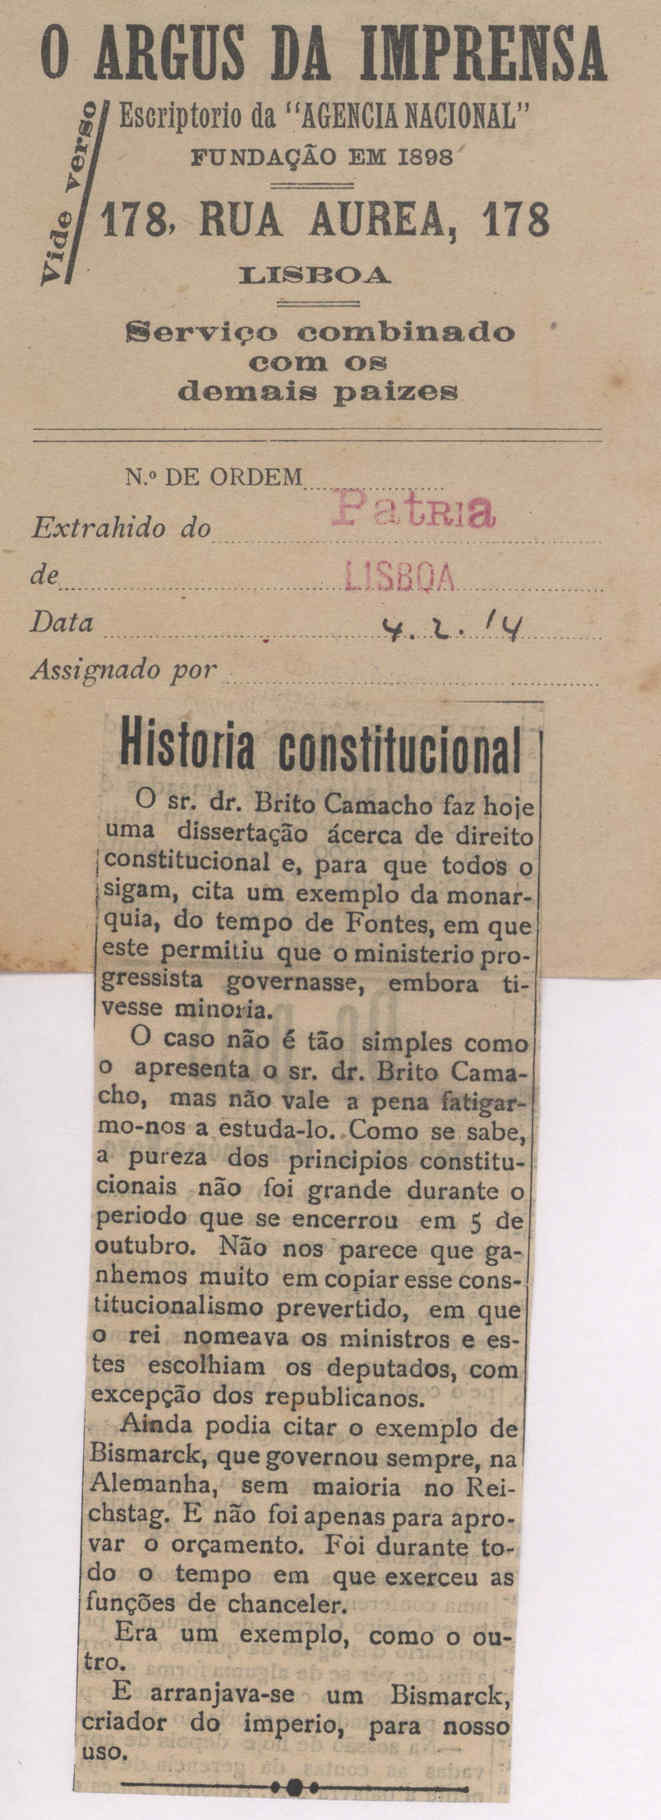 O ARGUS DA IMPRENSA
Vide verso
Escriptorio da "AGENCIA NACIONAL"
FUNDAÇÃO EM 1898
178, RUA AUREA, 178
LISBOA
Serviço combinado
com os
demais paizes
N.º DE ORDEM
Extrahido do Patria
de LISBOA
Data 4.2.14
Assignado por
Historia constitucional
O sr. dr. Brito Camacho faz hoje
uma dissertação ácerca de direito
constitucional e, para que todos o
sigam, cita um exemplo da monar-
quia, do tempo de Fontes, em que
este permitiu que o ministerio pro-
gressista governasse, embora ti-
vesse minoria.
O caso não é tão simples como
o apresenta o sr. dr. Brito Cama-
cho, mas não vale a pena fatigar-
mo-nos a estuda-lo. Como se sabe,
a pureza dos principios constitu-
cionais não foi grande durante o
periodo que se encerrou em 5 de
outubro. Não nos parece que ga-
nhemos muito em copiar esse cons-
titucionalismo prevertido, em que
o rei nomeava os ministros e es-
tes escolhiam os deputados, com
excepção dos republicanos.
Ainda podia citar o exemplo de
Bismarck, que governou sempre, na
Alemanha, sem maioria no Rei-
chstag. E não foi apenas para apro-
var o orçamento. Foi durante to-
do o tempo em que exerceu as
funções de chanceler.
Era um exemplo, como o ou-
tro.
E arranjava-se um Bismarck,
criador do imperio, para nosso
uso.